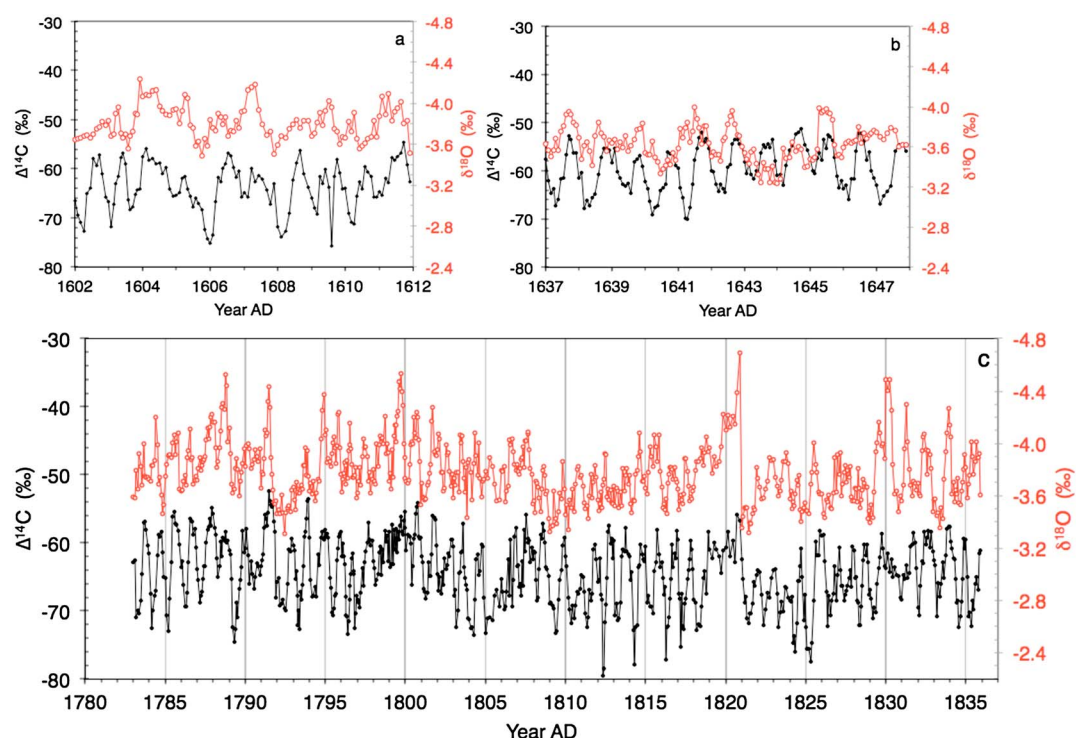 a
Δ¹⁴C (‰)
-30
-40
-50
-60
-70
-80
-4.8
-4.4
-4.0
-3.6
-3.2
-2.8
-2.4
δ¹⁸O (‰)
1602 1604 1606 1608 1610 1612
Year AD
b
Δ¹⁴C (‰)
-30
-40
-50
-60
-70
-80
-4.8
-4.4
-4.0
-3.6
-3.2
-2.8
-2.4
δ¹⁸O (‰)
1637 1639 1641 1643 1645 1647
Year AD
c
Δ¹⁴C (‰)
-30
-40
-50
-60
-70
-80
-4.8
-4.4
-4.0
-3.6
-3.2
-2.8
-2.4
δ¹⁸O (‰)
1780 1785 1790 1795 1800 1805 1810 1815 1820 1825 1830 1835
Year AD